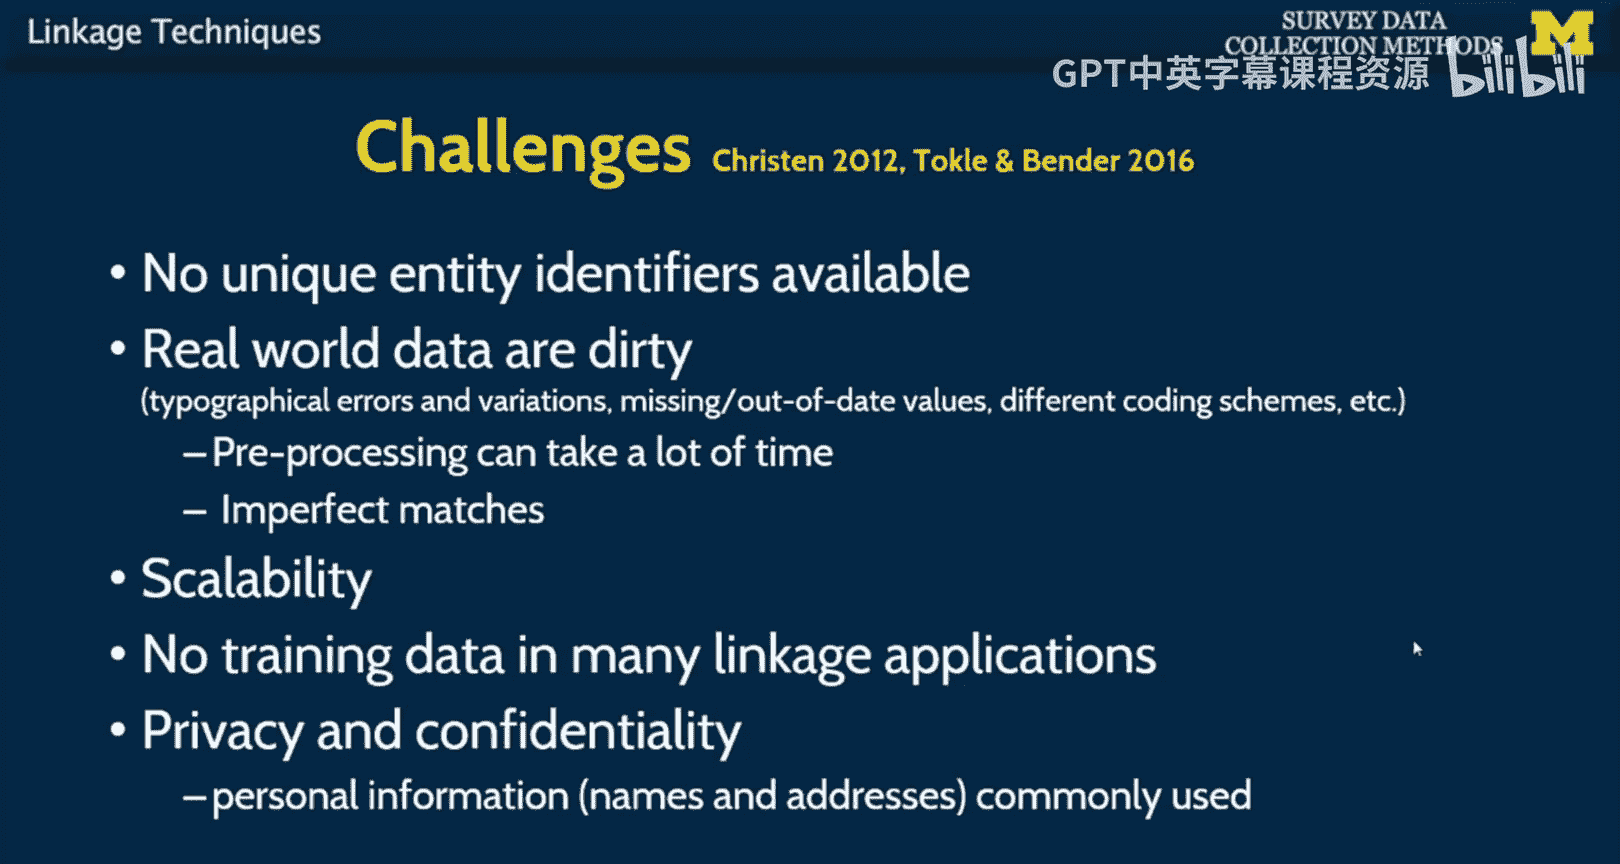 Linkage Techniques
SURVEY DATA
COLLECTION METHODS
M
GPT中英字幕课程资源 bilibili
Challenges Christen 2012, Tokle & Bender 2016
• No unique entity identifiers available
• Real world data are dirty
(typographical errors and variations, missing/out-of-date values, different coding schemes, etc.)
– Pre-processing can take a lot of time
– Imperfect matches
• Scalability
• No training data in many linkage applications
• Privacy and confidentiality
– personal information (names and addresses) commonly used